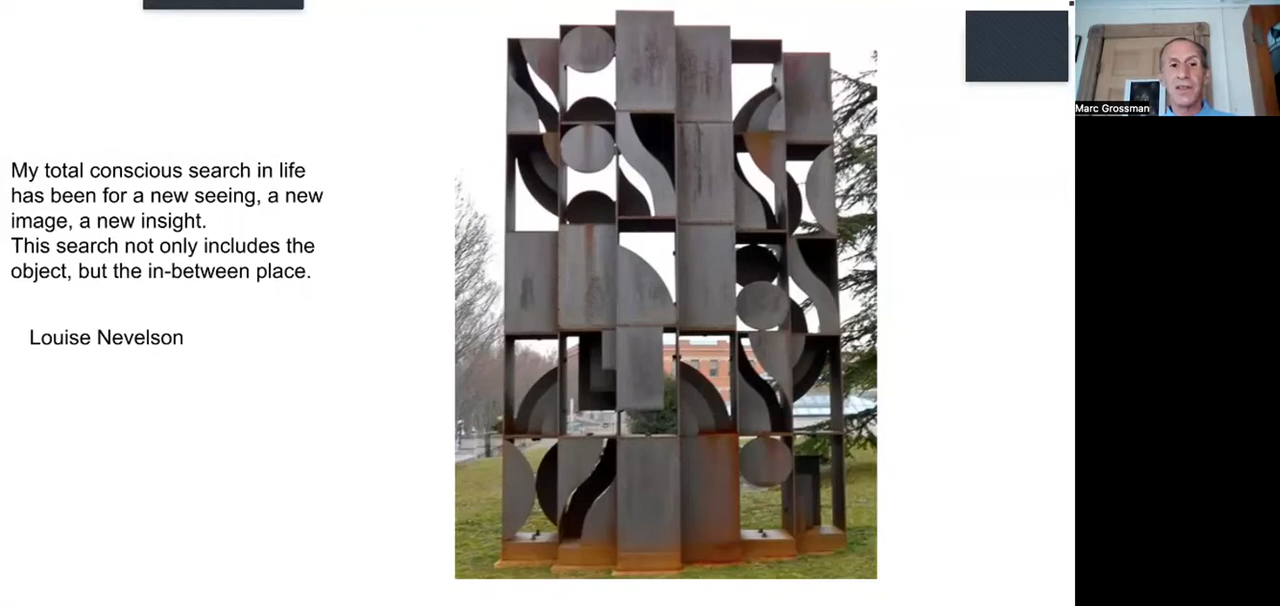 My total conscious search in life
has been for a new seeing, a new
image, a new insight.
This search not only includes the
object, but the in-between place.
Louise Nevelson
Marc Grossman